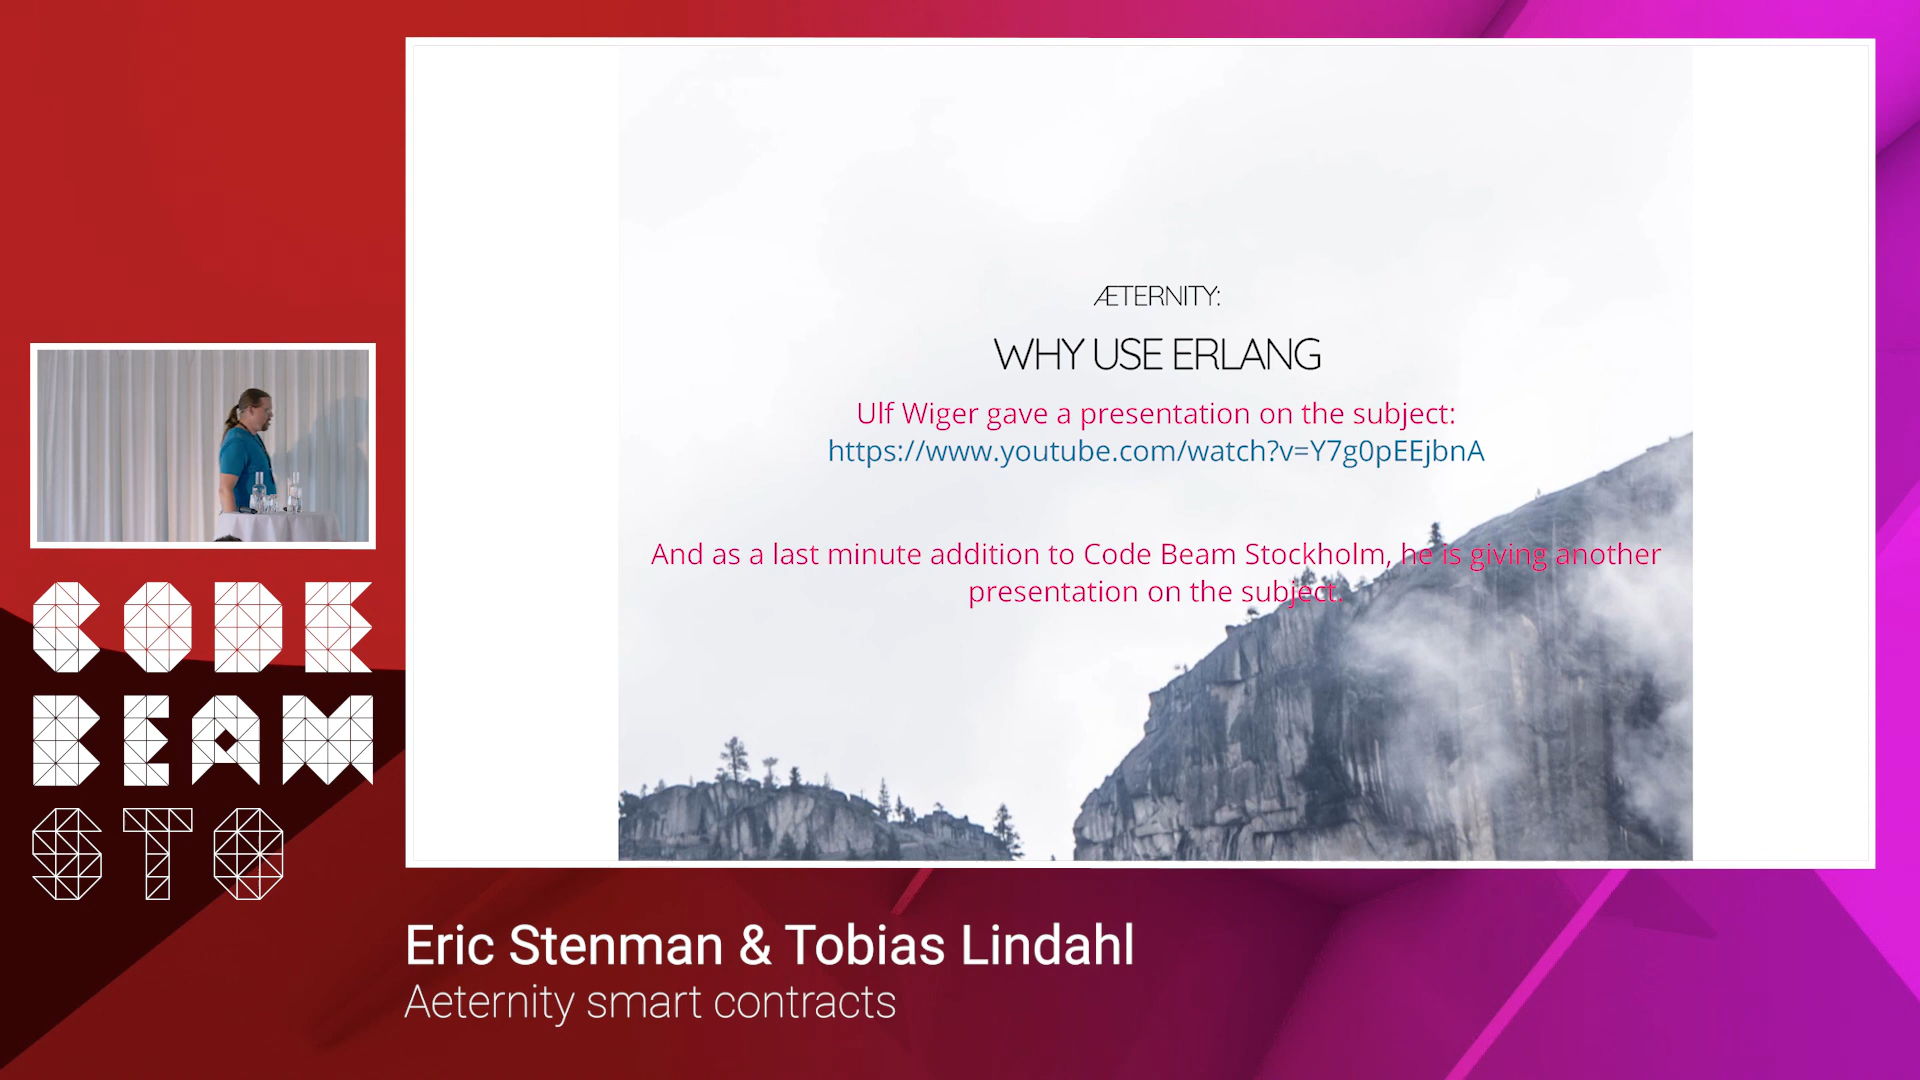 ÆTERNITY:
WHY USE ERLANG
Ulf Wiger gave a presentation on the subject:
https://www.youtube.com/watch?v=Y7g0pEEjbnA
And as a last minute addition to Code Beam Stockholm, he is giving another
presentation on the subject.
CODE
BEAM
STO
Eric Stenman & Tobias Lindahl
Aeternity smart contracts